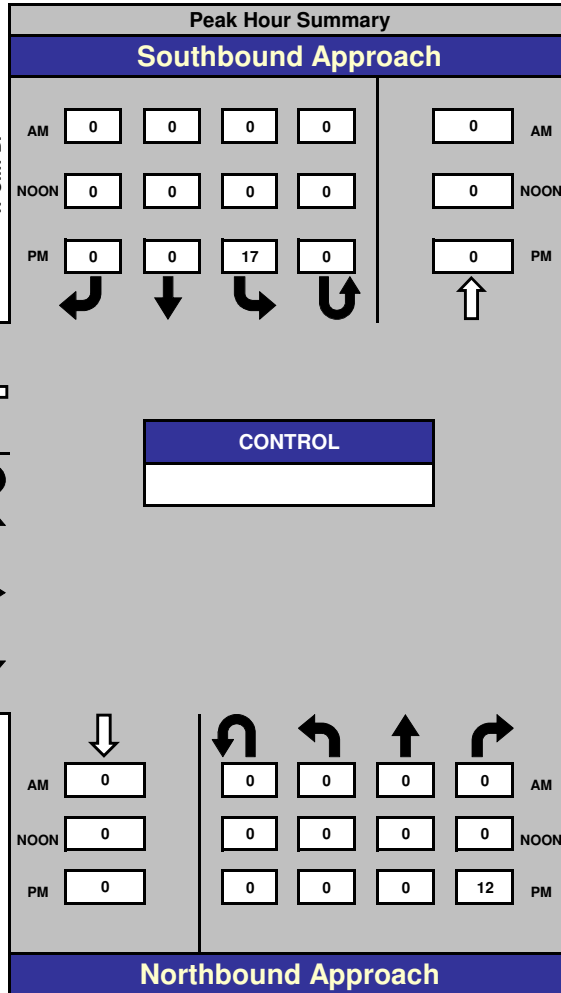 Peak Hour Summary
Southbound Approach
AM 0 0 0 0 0 AM
NOON 0 0 0 0 0 NOON
PM 0 0 17 0 0 PM
CONTROL
AM 0 0 0 0 0 AM
NOON 0 0 0 0 0 NOON
PM 0 0 0 0 12 PM
Northbound Approach